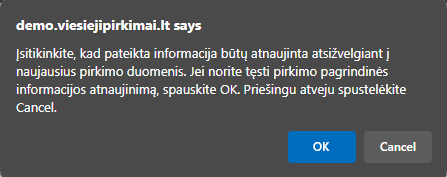 demo.viesiejipirkimai.lt says
Įsitikinkite, kad pateikta informacija būtų atnaujinta atsižvelgiant į
naujausius pirkimo duomenis. Jei norite tęsti pirkimo pagrindinės
informacijos atnaujinimą, spauskite OK. Priešingu atveju spustelėkite
Cancel.
OK
Cancel